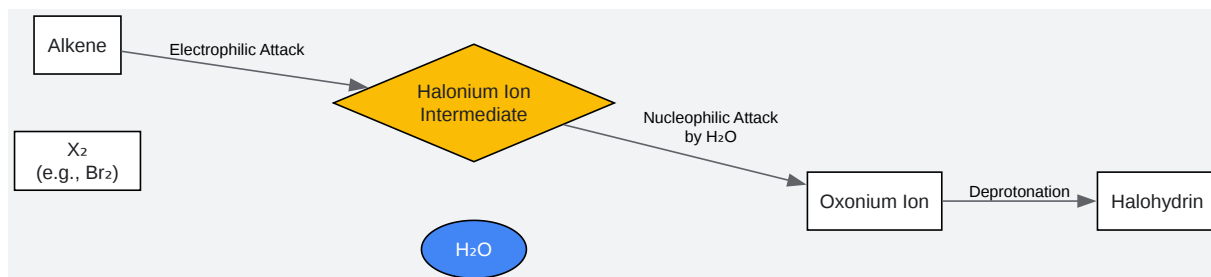 Alkene
Electrophilic Attack
Halonium Ion
Intermediate
X₂
(e.g., Br₂)
Nucleophilic Attack
by H₂O
Oxonium Ion
Deprotonation
Halohydrin
H₂O